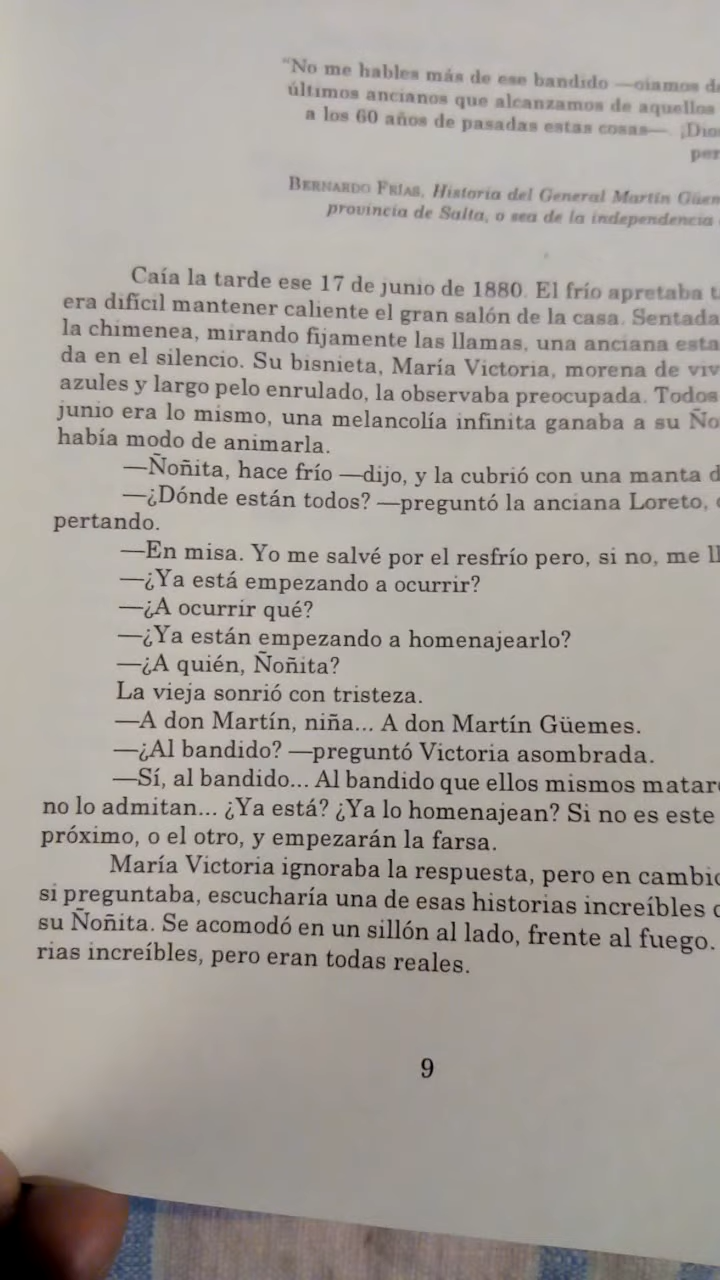 "No me hables más de ese bandido —oíamos
últimos ancianos que alcanzamos de aquellos
a los 60 años de pasadas estas cosas—
BERNARDO FRÍAS, Historia del General Martín
provincia de Salta, o sea de la independencia
Caía la tarde ese 17 de junio de 1880. El frío apretaba
era difícil mantener caliente el gran salón de la casa. Sentada
la chimenea, mirando fijamente las llamas, una anciana
da en el silencio. Su bisnieta, María Victoria, morena de
azules y largo pelo enrulado, la observaba preocupada. Todos
junio era lo mismo, una melancolía infinita ganaba a su
había modo de animarla.
—Ñoñita, hace frío —dijo, y la cubrió con una manta
—¿Dónde están todos? —preguntó la anciana Loreto,
pertando.
—En misa. Yo me salvé por el resfrío pero, si no, me
—¿Ya está empezando a ocurrir?
—¿A ocurrir qué?
—¿Ya están empezando a homenajearlo?
—¿A quién, Ñoñita?
La vieja sonrió con tristeza.
—A don Martín, niña... A don Martín Güemes.
—¿Al bandido? —preguntó Victoria asombrada.
—Sí, al bandido... Al bandido que ellos mismos
no lo admitan... ¿Ya está? ¿Ya lo homenajean? Si no es este
próximo, o el otro, y empezarán la farsa.
María Victoria ignoraba la respuesta, pero en
si preguntaba, escucharía una de esas historias increíbles
su Ñoñita. Se acomodó en un sillón al lado, frente al fuego.
rias increíbles, pero eran todas reales.
9